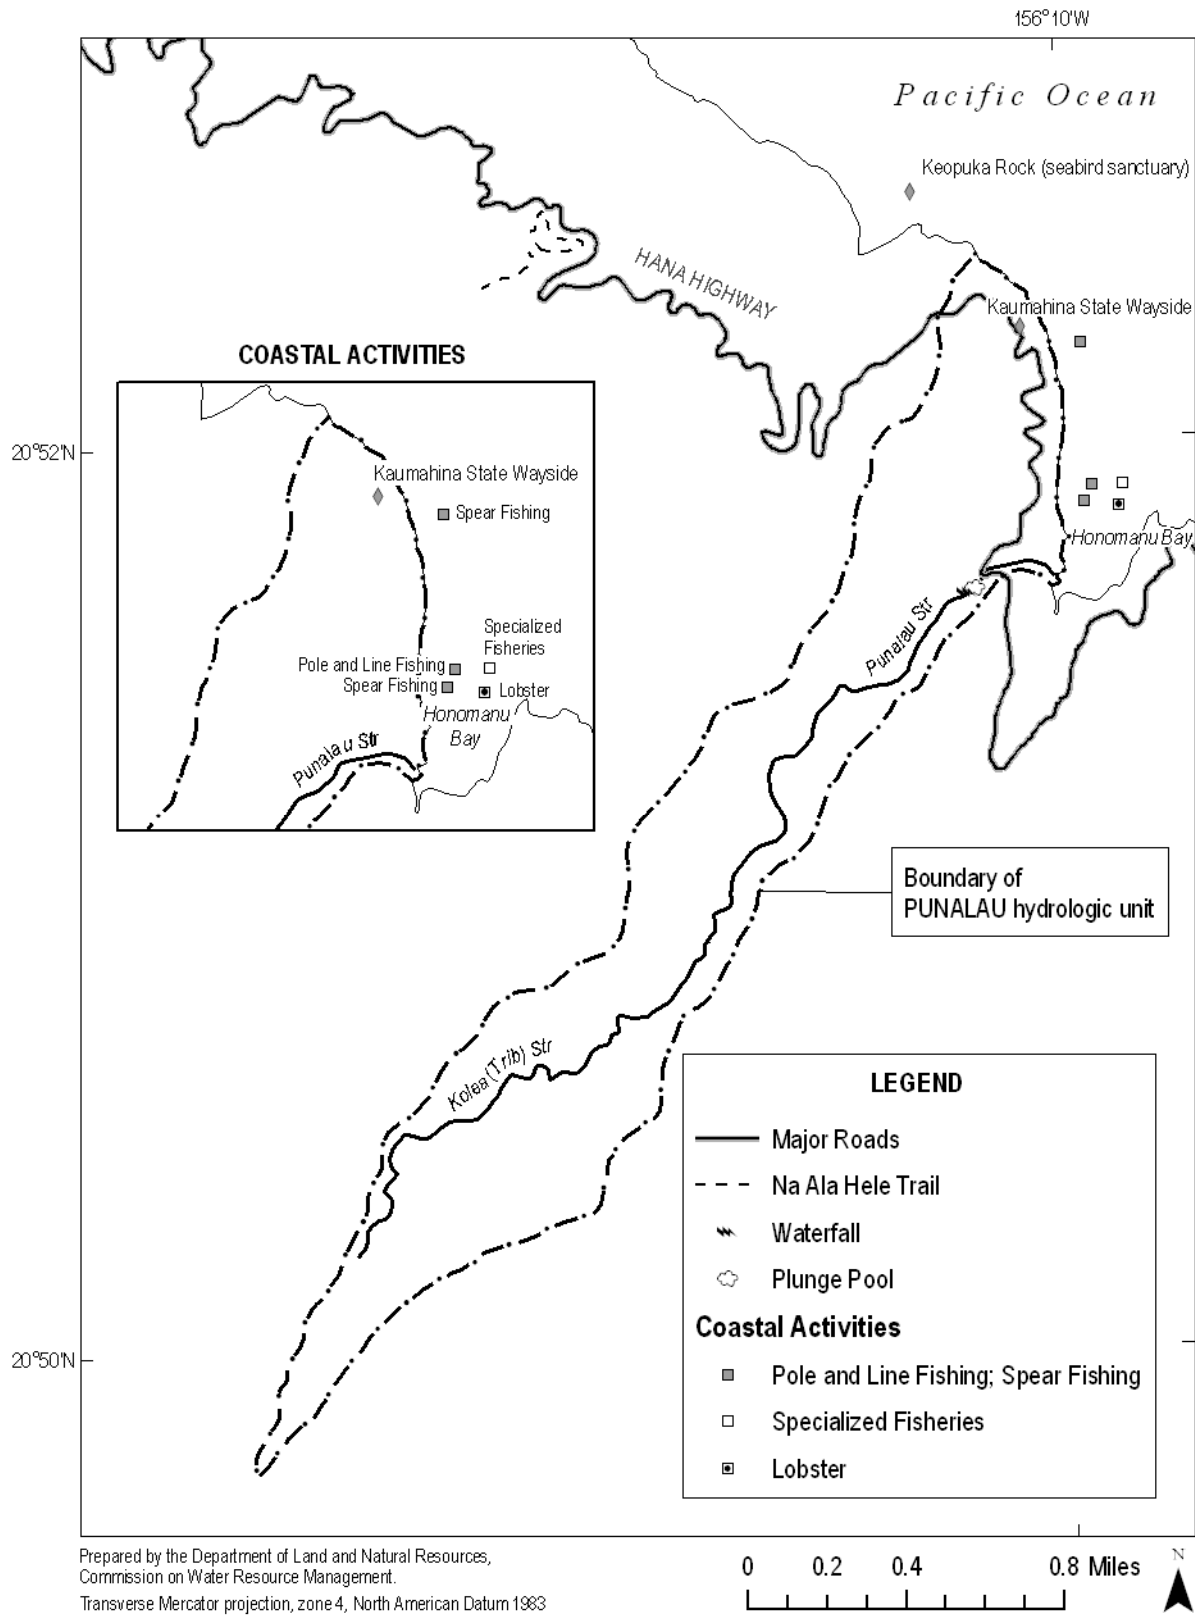 156°10'W
Pacific Ocean
Keopuka Rock (seabird sanctuary)
HANA HIGHWAY
Kaumahina State Wayside
COASTAL ACTIVITIES
20°52'N
Kaumahina State Wayside
Spear Fishing
Specialized
Fisheries
Pole and Line Fishing
Spear Fishing
Lobster
Honomanu
Bay
Punalau Str
Honomanu Bay
Punalau Str
Boundary of
PUNALAU hydrologic unit
Kolea (Trib) Str
LEGEND
Major Roads
Na Ala Hele Trail
Waterfall
Plunge Pool
Coastal Activities
Pole and Line Fishing; Spear Fishing
Specialized Fisheries
Lobster
20°50'N
Prepared by the Department of Land and Natural Resources,
Commission on Water Resource Management.
Transverse Mercator projection, zone 4, North American Datum 1983
0 0.2 0.4 0.8 Miles
N